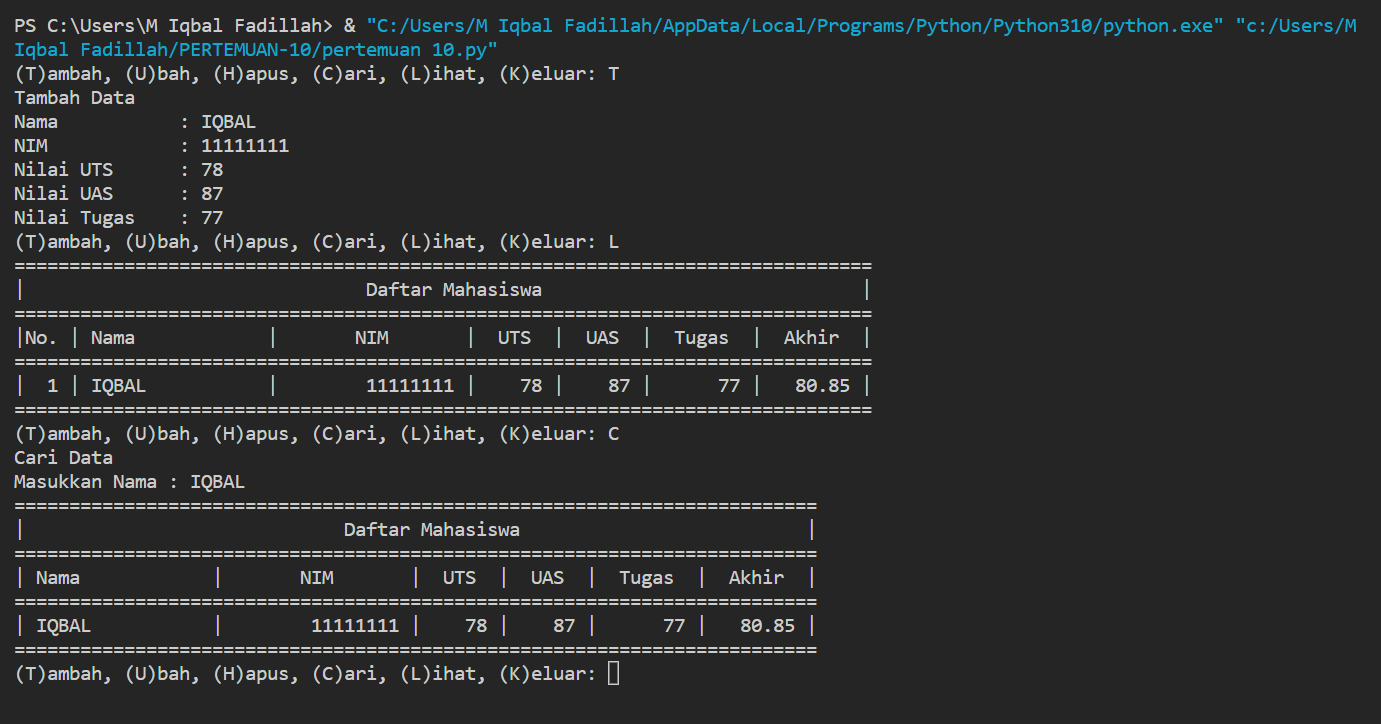 PS C:\Users\M Iqbal Fadillah> & "C:/Users/M Iqbal Fadillah/AppData/Local/Programs/Python/Python310/python.exe" "c:/Users/M
Iqbal Fadillah/PERTEMUAN-10/pertemuan 10.py"
(T)ambah, (U)bah, (H)apus, (C)ari, (L)ihat, (K)eluar: T
Tambah Data
Nama           : IQBAL
NIM            : 11111111
Nilai UTS      : 78
Nilai UAS      : 87
Nilai Tugas    : 77
(T)ambah, (U)bah, (H)apus, (C)ari, (L)ihat, (K)eluar: L
==============================================================================
|                               Daftar Mahasiswa                             |
==============================================================================
|No. | Nama            |       NIM       |  UTS  |  UAS  |  Tugas  |  Akhir  |
==============================================================================
|  1 | IQBAL           |        11111111 |    78 |    87 |      77 |   80.85 |
==============================================================================
(T)ambah, (U)bah, (H)apus, (C)ari, (L)ihat, (K)eluar: C
Cari Data
Masukkan Nama : IQBAL
=========================================================================
|                             Daftar Mahasiswa                          |
=========================================================================
| Nama            |       NIM       |  UTS  |  UAS  |  Tugas  |  Akhir  |
=========================================================================
| IQBAL           |        11111111 |    78 |    87 |      77 |   80.85 |
=========================================================================
(T)ambah, (U)bah, (H)apus, (C)ari, (L)ihat, (K)eluar: